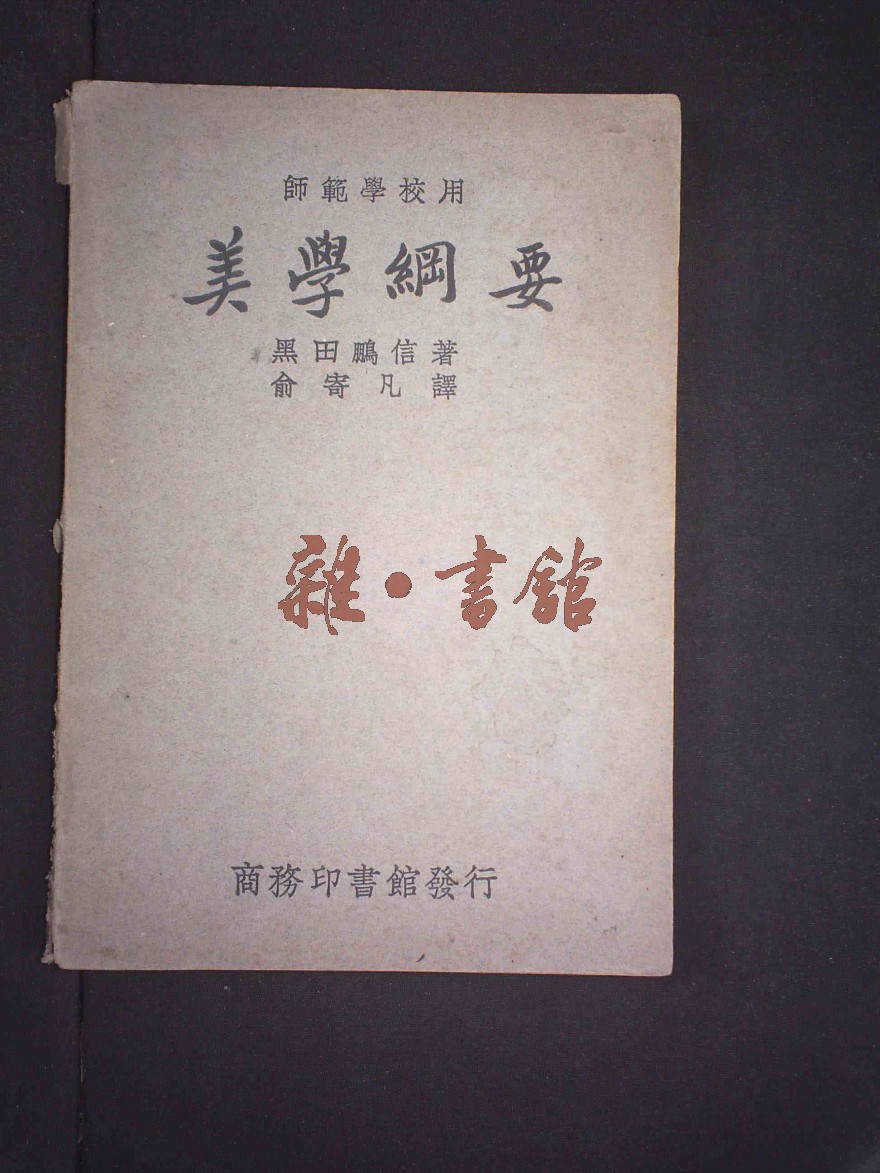 師範學校用
美學綱要
黑田鵬信著
俞寄凡譯
雜·書館
商務印書館發行